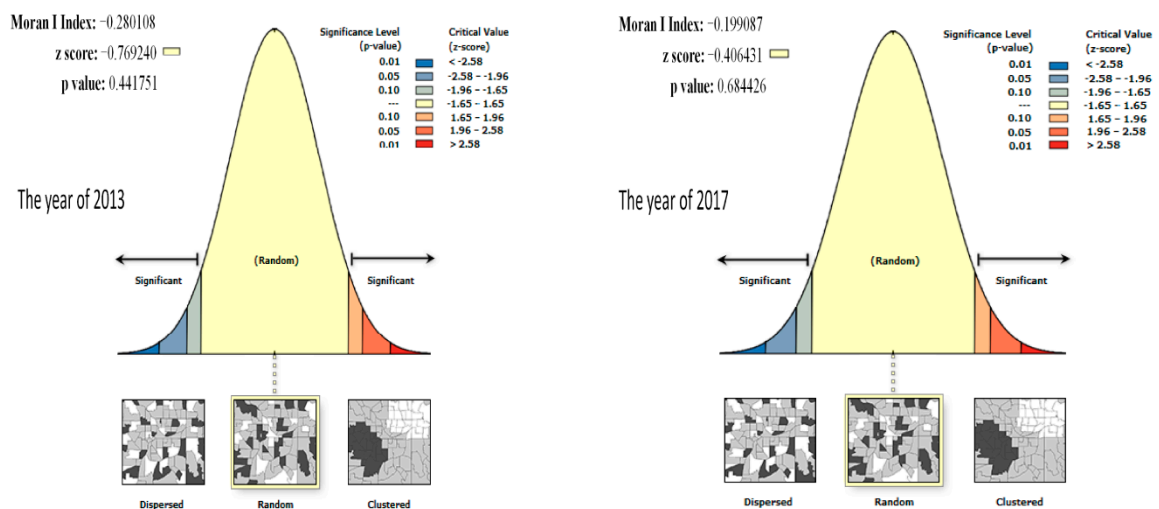 Moran I Index: −0.280108
z score: −0.769240
p value: 0.441751
Significance Level
(p-value)
Critical Value
(z-score)
0.01 < -2.58
0.05 -2.58 – -1.96
0.10 -1.96 – -1.65
--- -1.65 – 1.65
0.10 1.65 – 1.96
0.05 1.96 – 2.58
0.01 > 2.58
The year of 2013
Significant
(Random)
Significant
Dispersed
Random
Clustered
Moran I Index: −0.199087
z score: −0.406431
p value: 0.684426
Significance Level
(p-value)
Critical Value
(z-score)
0.01 < -2.58
0.05 -2.58 – -1.96
0.10 -1.96 – -1.65
--- -1.65 – 1.65
0.10 1.65 – 1.96
0.05 1.96 – 2.58
0.01 > 2.58
The year of 2017
Significant
(Random)
Significant
Dispersed
Random
Clustered